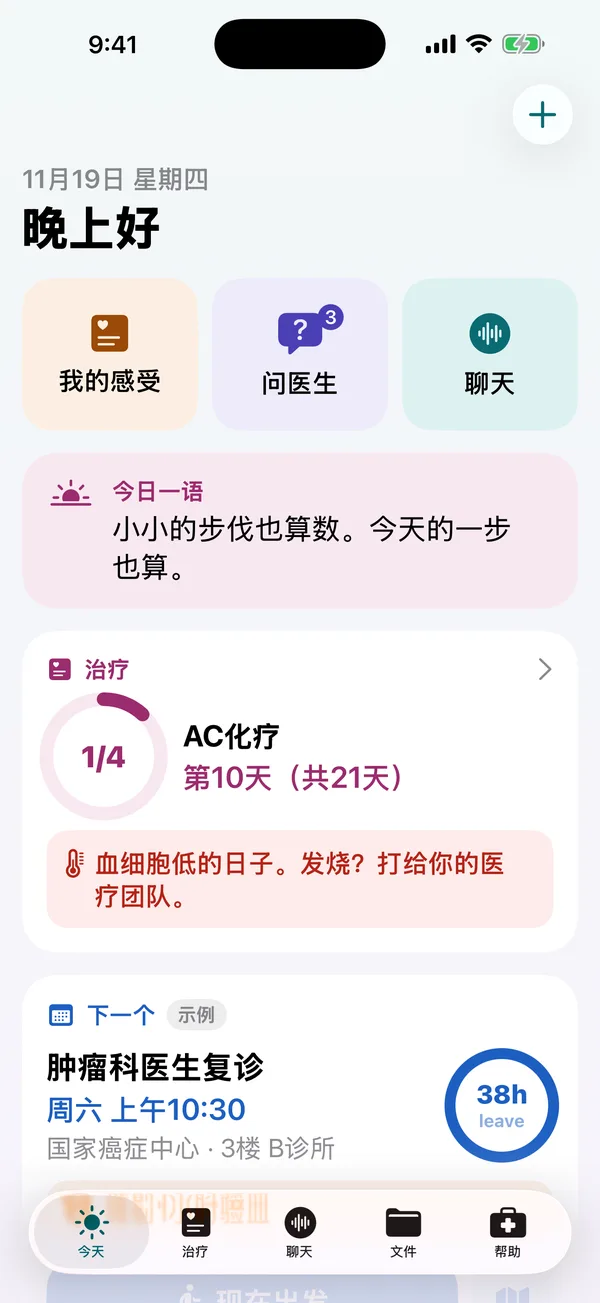 9:41
11月19日 星期四
晚上好
3
我的感受
问医生
聊天
今日一语
小小的步伐也算数。今天的一步
也算。
治疗
1/4
AC化疗
第10天（共21天）
血细胞低的日子。发烧？打给你的医
疗团队。
下一个 示例
肿瘤科医生复诊
周六 上午10:30
国家癌症中心 · 3楼 B诊所
38h
leave
今天
治疗
聊天
文件
帮助
现在出发